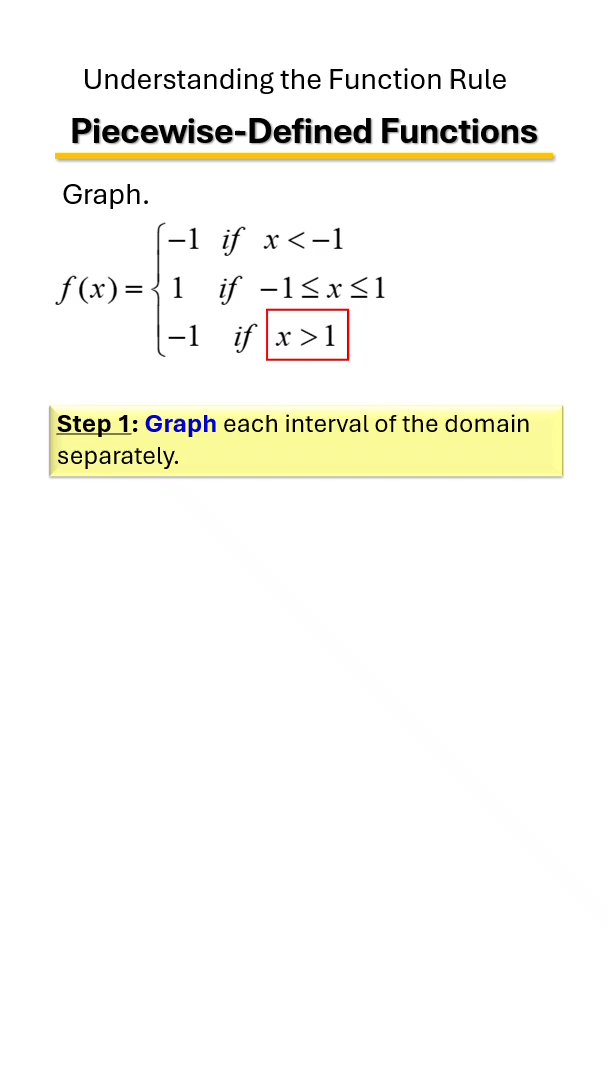 Understanding the Function Rule
Piecewise-Defined Functions
Graph.
−1 if x < −1
f(x) = { 1 if −1 ≤ x ≤ 1
−1 if x > 1
Step 1: Graph each interval of the domain
separately.